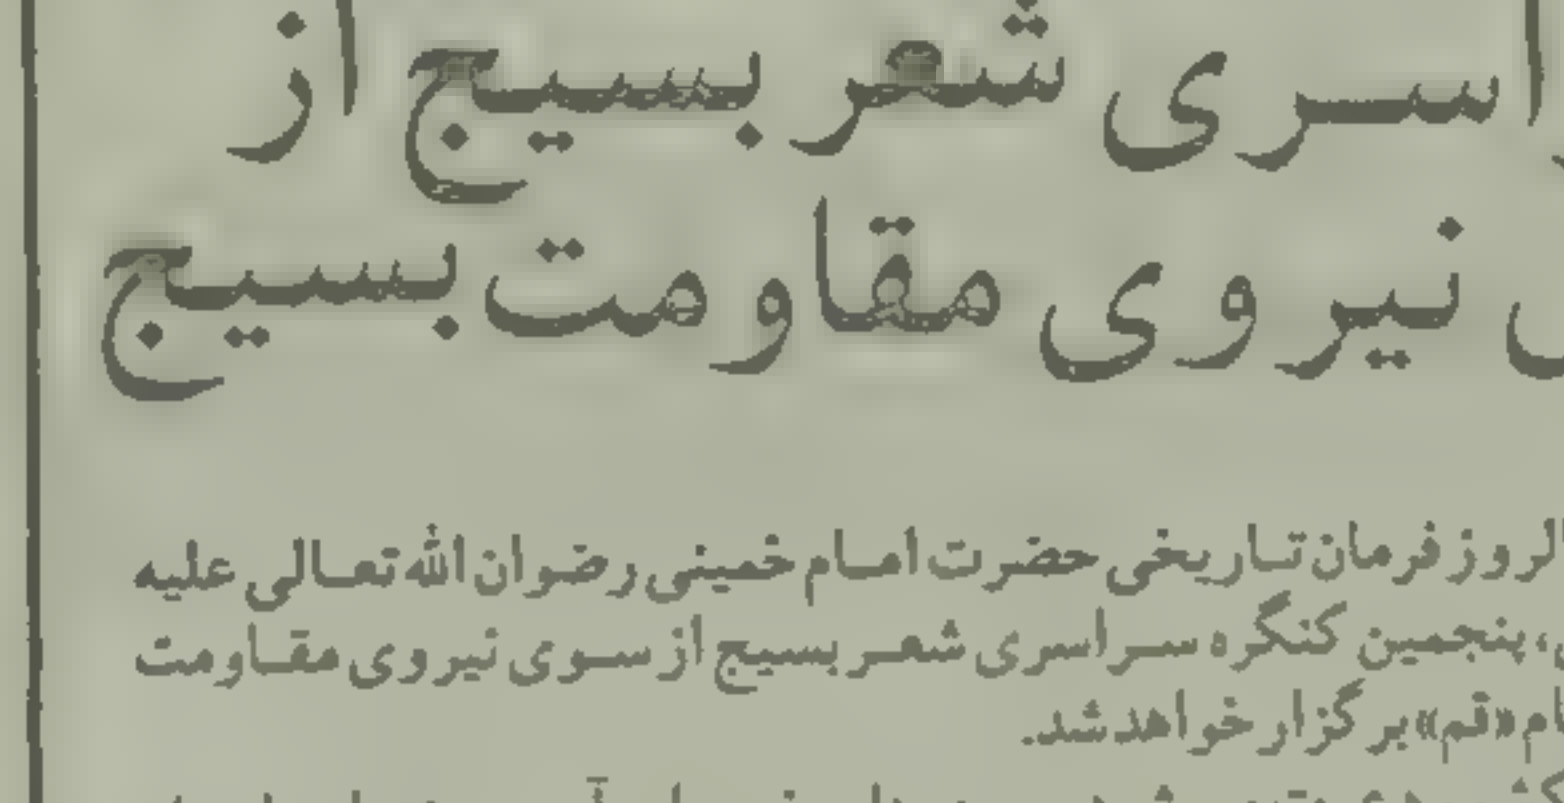 اسری شعر بسیج از
نیروی مقاومت بسیج
الروز فرمان تاریخی حضرت امام خمینی رضوان الله تعالی علیه
، پنجمین کنگره سراسری شعر بسیج از سوی نیروی مقاومت
ام «قم» برگزار خواهد شد.